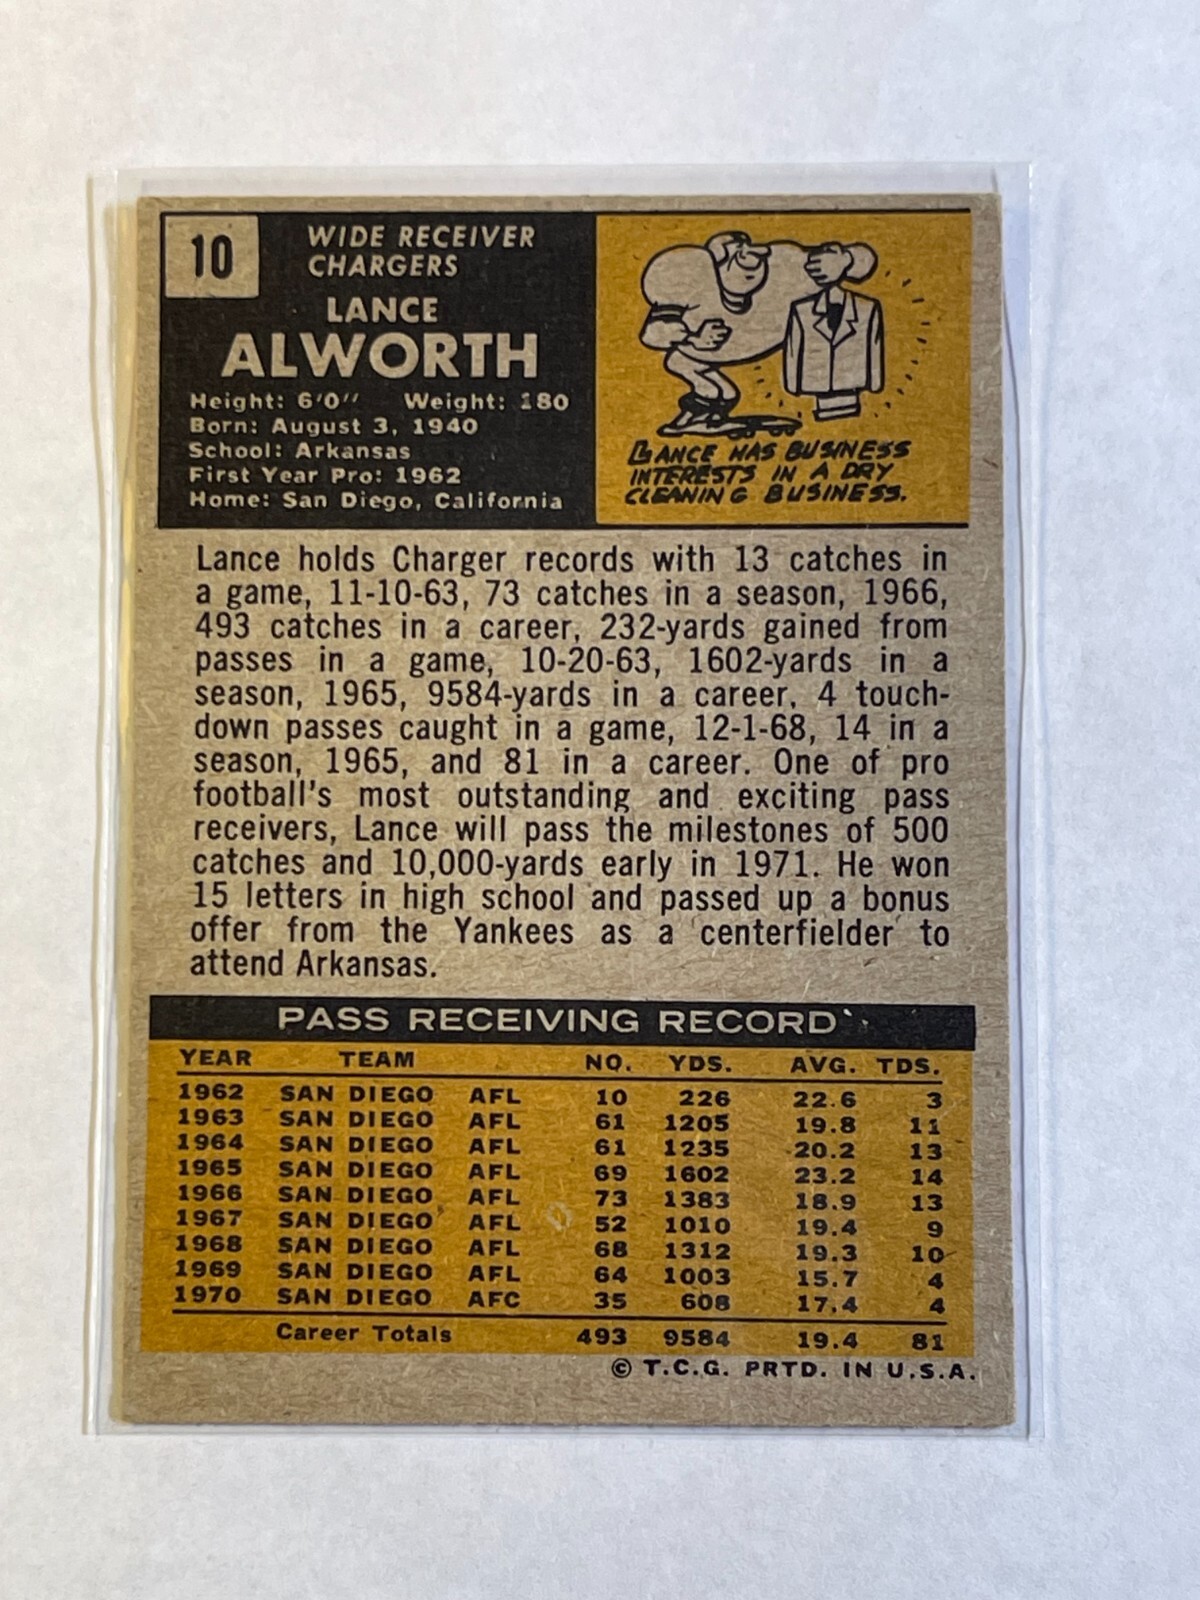 10
WIDE RECEIVER
CHARGERS
LANCE
ALWORTH
Height: 6'0" Weight: 180
Born: August 3, 1940
School: Arkansas
First Year Pro: 1962
Home: San Diego, California
LANCE HAS BUSINESS
INTERESTS IN A DRY
CLEANING BUSINESS.
Lance holds Charger records with 13 catches in
a game, 11-10-63, 73 catches in a season, 1966,
493 catches in a career, 232-yards gained from
passes in a game, 10-20-63, 1602-yards in a
season, 1965, 9584-yards in a career, 4 touch-
down passes caught in a game, 12-1-68, 14 in a
season, 1965, and 81 in a career. One of pro
football's most outstanding and exciting pass
receivers, Lance will pass the milestones of 500
catches and 10,000-yards early in 1971. He won
15 letters in high school and passed up a bonus
offer from the Yankees as a centerfielder to
attend Arkansas.
PASS RECEIVING RECORD
YEAR TEAM NO. YDS. AVG. TDS.
1962 SAN DIEGO AFL 10 226 22.6 3
1963 SAN DIEGO AFL 61 1205 19.8 11
1964 SAN DIEGO AFL 61 1235 20.2 13
1965 SAN DIEGO AFL 69 1602 23.2 14
1966 SAN DIEGO AFL 73 1383 18.9 13
1967 SAN DIEGO AFL 52 1010 19.4 9
1968 SAN DIEGO AFL 68 1312 19.3 10
1969 SAN DIEGO AFL 64 1003 15.7 4
1970 SAN DIEGO AFC 35 608 17.4 4
Career Totals 493 9584 19.4 81
© T.C.G. PRTD. IN U.S.A.